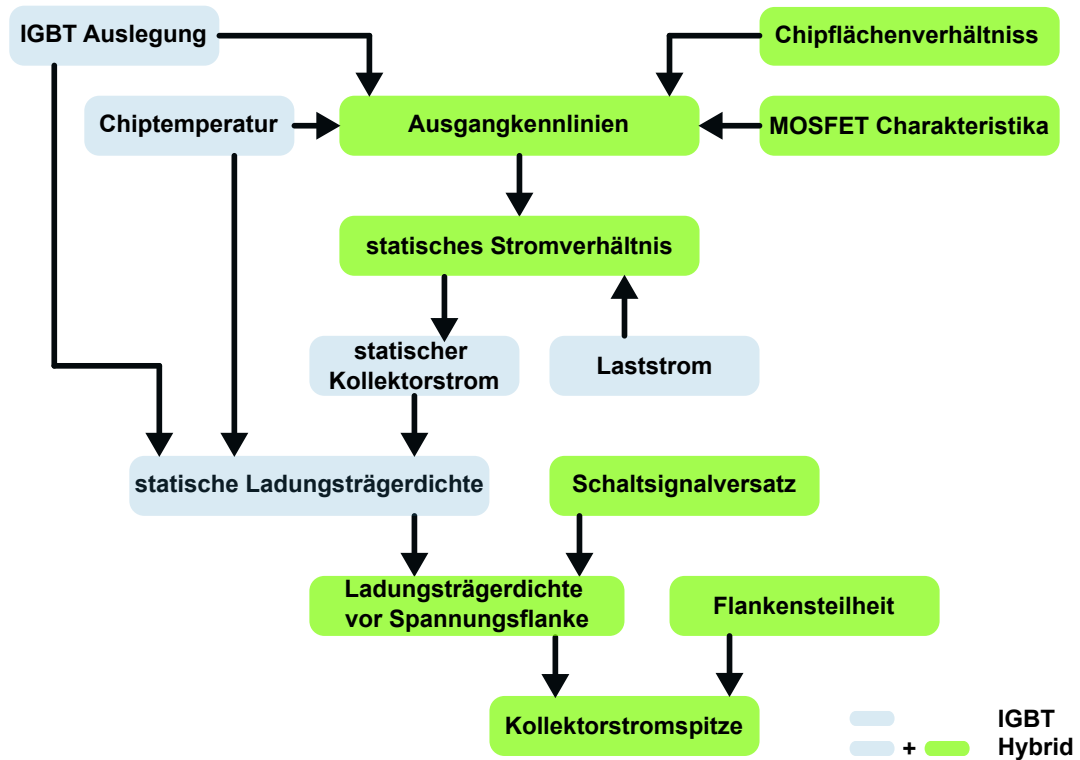 IGBT Auslegung
Chipflächenverhältniss
Chiptemperatur
Ausgangkennlinien
MOSFET Charakteristika
statisches Stromverhältnis
statischer
Kollektorstrom
Laststrom
statische Ladungsträgerdichte
Schaltsignalversatz
Ladungsträgerdichte
vor Spannungsflanke
Flankensteilheit
Kollektorstromspitze
IGBT
+ Hybrid